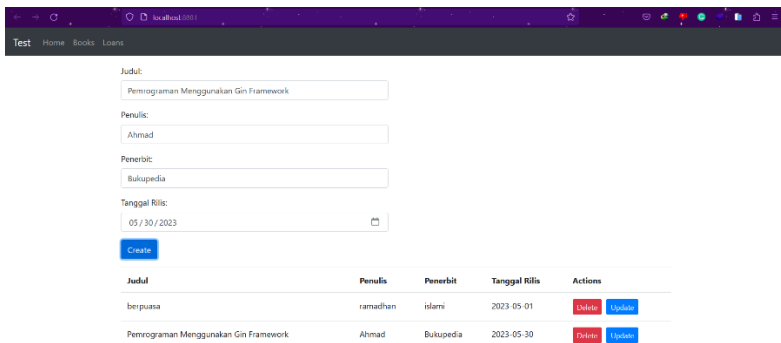 localhost:8801
Test Home Books Loans
Judul:
Pemrograman Menggunakan Gin Framework
Penulis:
Ahmad
Penerbit:
Bukupedia
Tanggal Rilis:
05/30/2023
Create
Judul Penulis Penerbit Tanggal Rilis Actions
berpuasa ramadhan islami 2023-05-01 Delete Update
Pemrograman Menggunakan Gin Framework Ahmad Bukupedia 2023-05-30 Delete Update